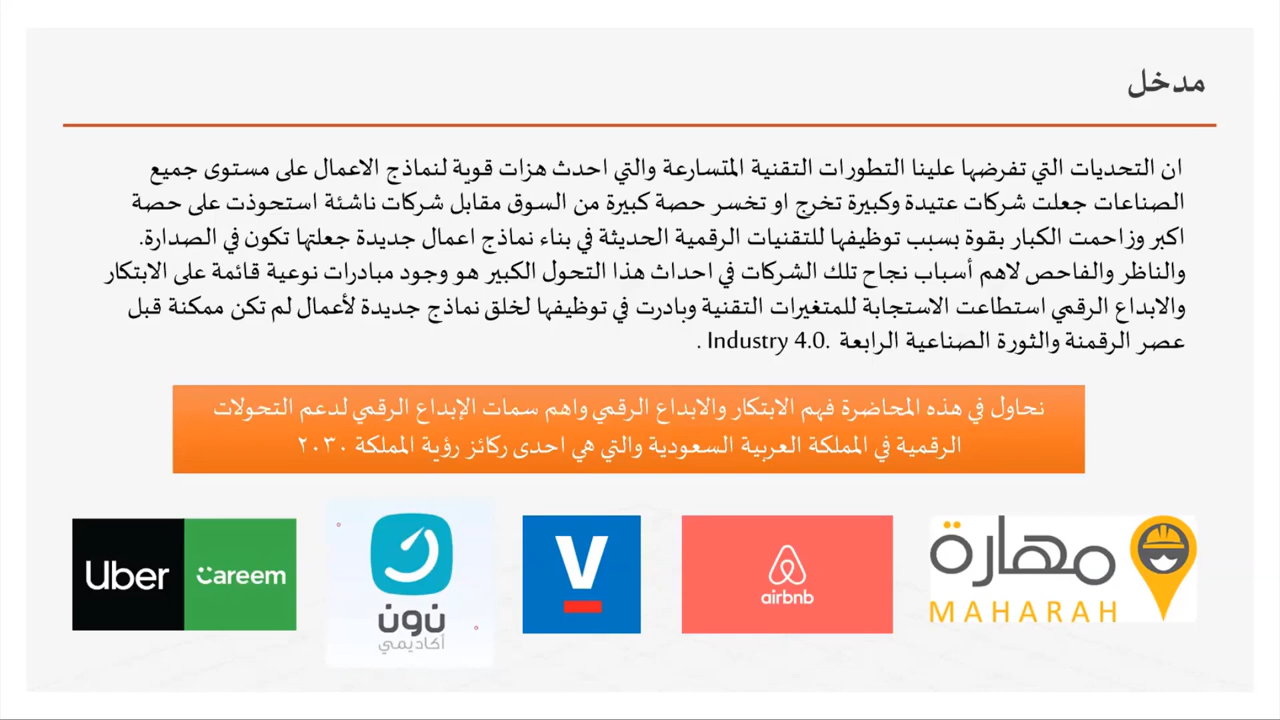 مدخل
ان التحديات التي تفرضها علينا التطورات التقنية المتسارعة والتي احدث هزات قوية لنماذج الاعمال على مستوى جميع
الصناعات جعلت شركات عتيدة وكبيرة تخرج او تخسر حصة كبيرة من السوق مقابل شركات ناشئة استحوذت على حصة
اكبر وزاحمت الكبار بقوة بسبب توظيفها للتقنيات الرقمية الحديثة في بناء نماذج اعمال جديدة جعلتها تكون في الصدارة.
والناظر والفاحص لاهم أسباب نجاح تلك الشركات في احداث هذا التحول الكبير هو وجود مبادرات نوعية قائمة على الابتكار
والابداع الرقمي استطاعت الاستجابة للمتغيرات التقنية وبادرت في توظيفها لخلق نماذج جديدة لأعمال لم تكن ممكنة قبل
عصر الرقمنة والثورة الصناعية الرابعة .Industry 4.0 .
نحاول في هذه المحاضرة فهم الابتكار والابداع الرقمي واهم سمات الإبداع الرقمي لدعم التحولات
الرقمية في المملكة العربية السعودية والتي هي احدى ركائز رؤية المملكة ٢٠٣٠
مهارة
MAHARAH
airbnb
V
نون
أكاديمي
Uber
Careem